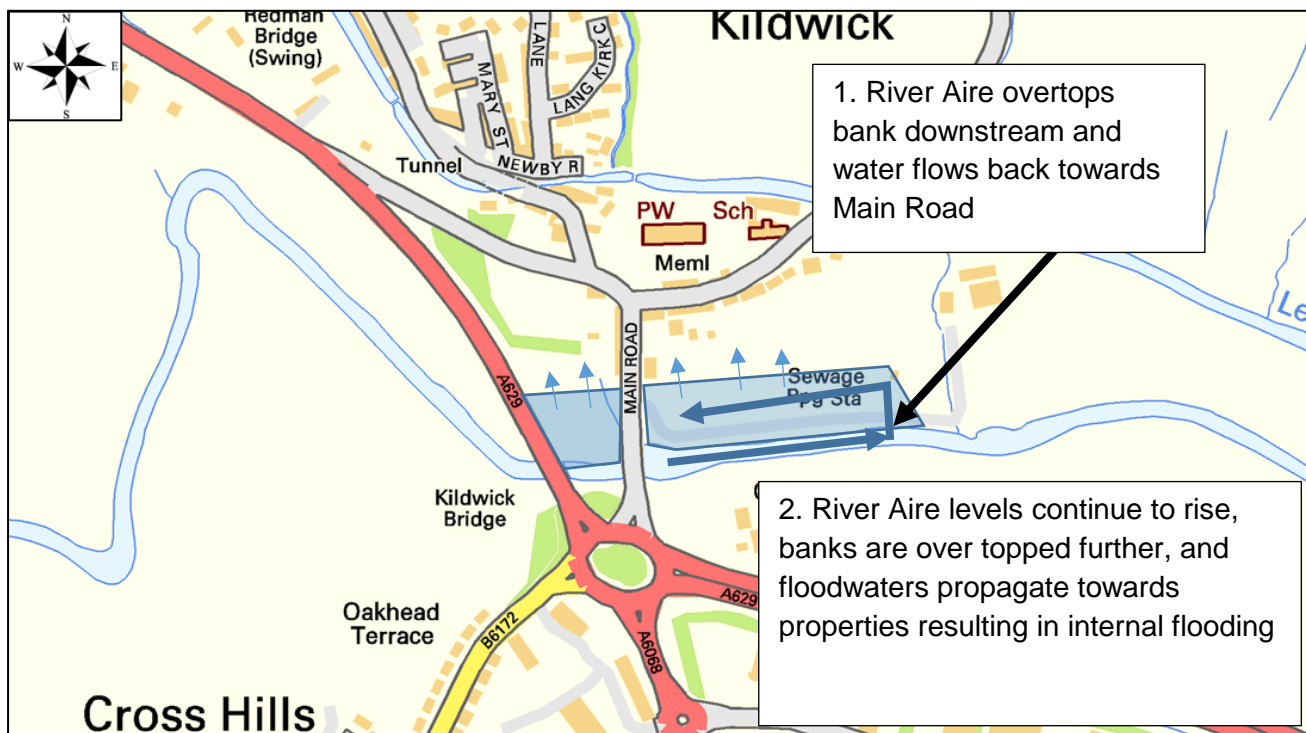 Redman
Bridge
(Swing)
N
W E
S
Kildwick
LANE
MARY ST
LANG KIRK C
NEWBY R
Tunnel
1. River Aire overtops
bank downstream and
water flows back towards
Main Road
PW Sch
Meml
Le
MAIN ROAD
A629
Sewage
Ppg Sta
Kildwick
Bridge
2. River Aire levels continue to rise,
banks are over topped further, and
floodwaters propagate towards
properties resulting in internal flooding
A629
Oakhead
Terrace
B6172
A6068
Cross Hills